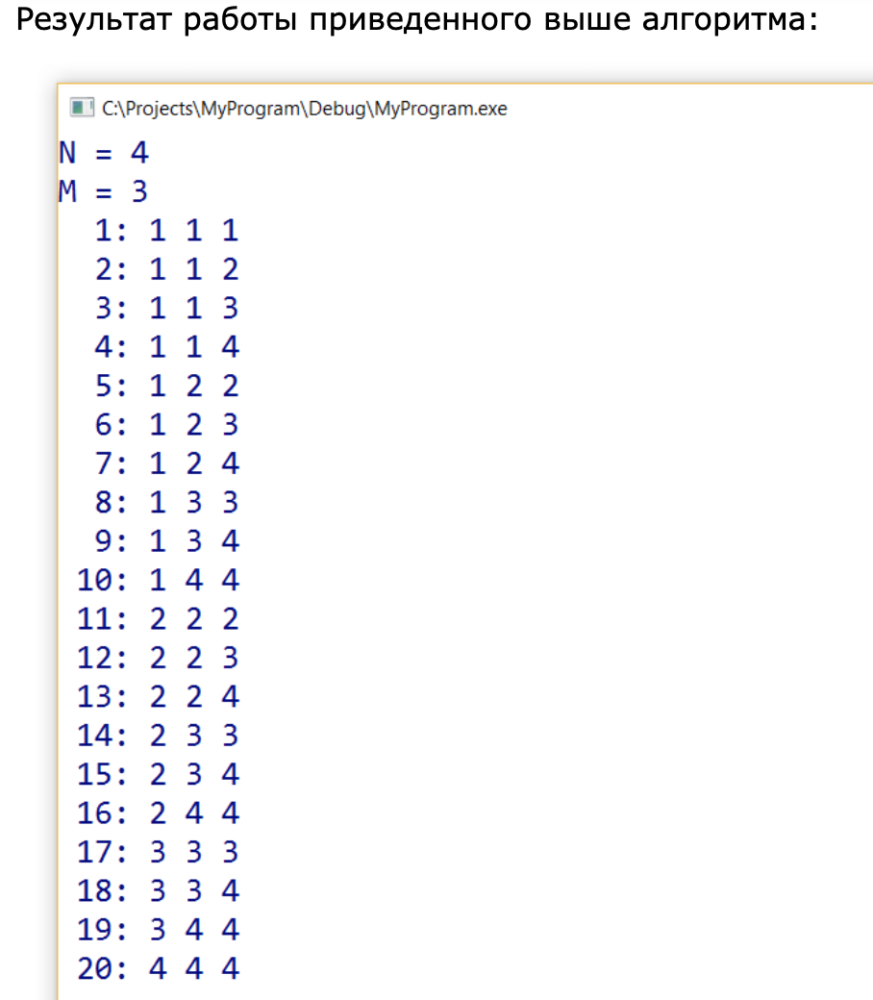 Результат работы приведенного выше алгоритма:
C:\Projects\MyProgram\Debug\MyProgram.exe
N = 4
M = 3
1: 1 1 1
2: 1 1 2
3: 1 1 3
4: 1 1 4
5: 1 2 2
6: 1 2 3
7: 1 2 4
8: 1 3 3
9: 1 3 4
10: 1 4 4
11: 2 2 2
12: 2 2 3
13: 2 2 4
14: 2 3 3
15: 2 3 4
16: 2 4 4
17: 3 3 3
18: 3 3 4
19: 3 4 4
20: 4 4 4